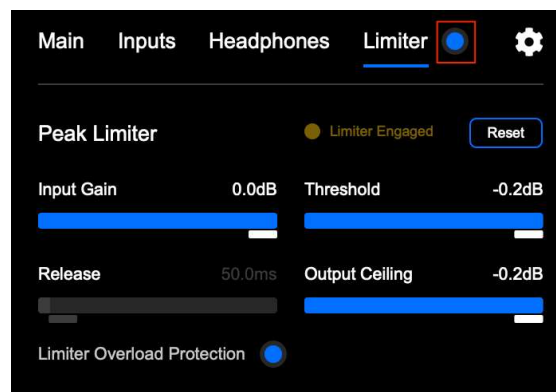 Main Inputs Headphones Limiter
Peak Limiter Limiter Engaged Reset
Input Gain 0.0dB Threshold -0.2dB
Release 50.0ms Output Ceiling -0.2dB
Limiter Overload Protection